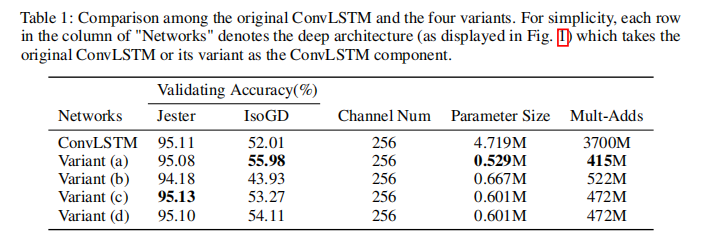 Table 1: Comparison among the original ConvLSTM and the four variants. For simplicity, each row
in the column of "Networks" denotes the deep architecture (as displayed in Fig. 1) which takes the
original ConvLSTM or its variant as the ConvLSTM component.
Validating Accuracy(%)
Networks Jester IsoGD Channel Num Parameter Size Mult-Adds
ConvLSTM 95.11 52.01 256 4.719M 3700M
Variant (a) 95.08 55.98 256 0.529M 415M
Variant (b) 94.18 43.93 256 0.667M 522M
Variant (c) 95.13 53.27 256 0.601M 472M
Variant (d) 95.10 54.11 256 0.601M 472M